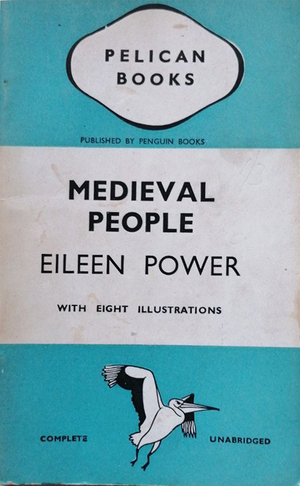 PELICAN
BOOKS
PUBLISHED BY PENGUIN BOOKS
MEDIEVAL
PEOPLE
EILEEN POWER
WITH EIGHT ILLUSTRATIONS
COMPLETE UNABRIDGED